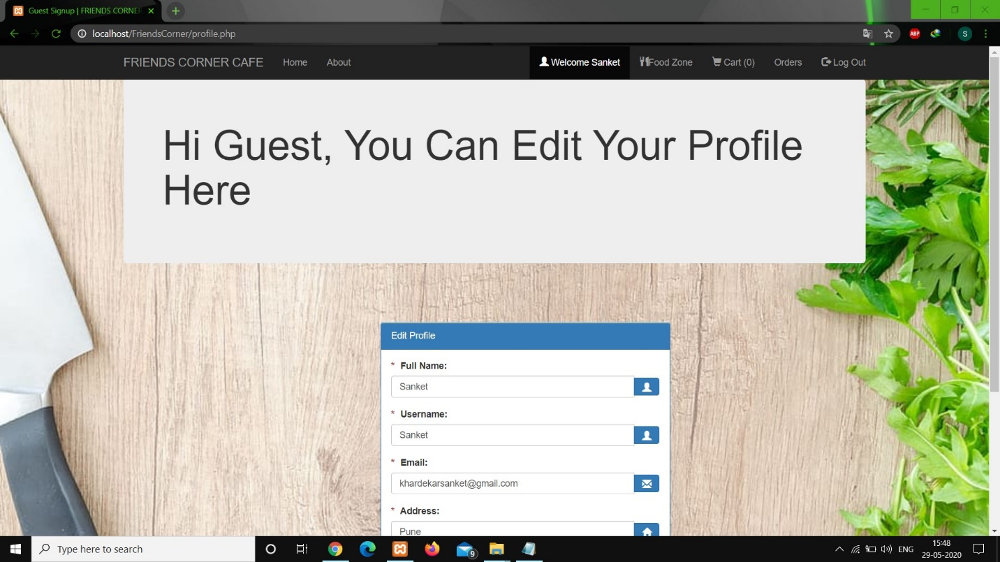 Guest Signup | FRIENDS CORNER
localhost/FriendsCorner/profile.php
ABP
S
FRIENDS CORNER CAFE Home About Welcome Sanket Food Zone Cart (0) Orders Log Out
Hi Guest, You Can Edit Your Profile
Here
Edit Profile
* Full Name:
Sanket
* Username:
Sanket
* Email:
khardekarsanket@gmail.com
* Address:
Pune
Type here to search
9
ENG
15:48
29-05-2020